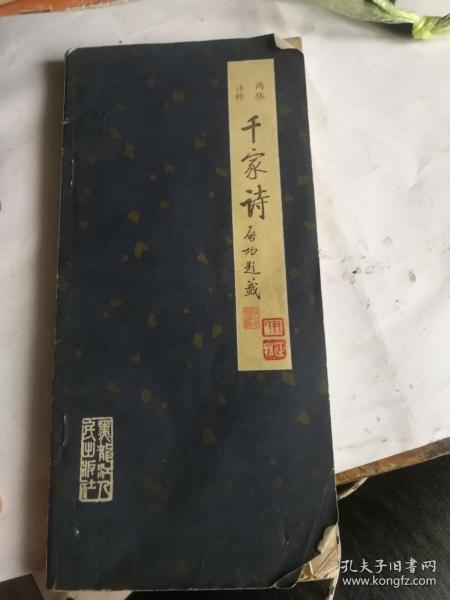 两体
注释
千家诗
启功题签
黑龙江人
民出版社
孔夫子旧书网
www.kongfz.com